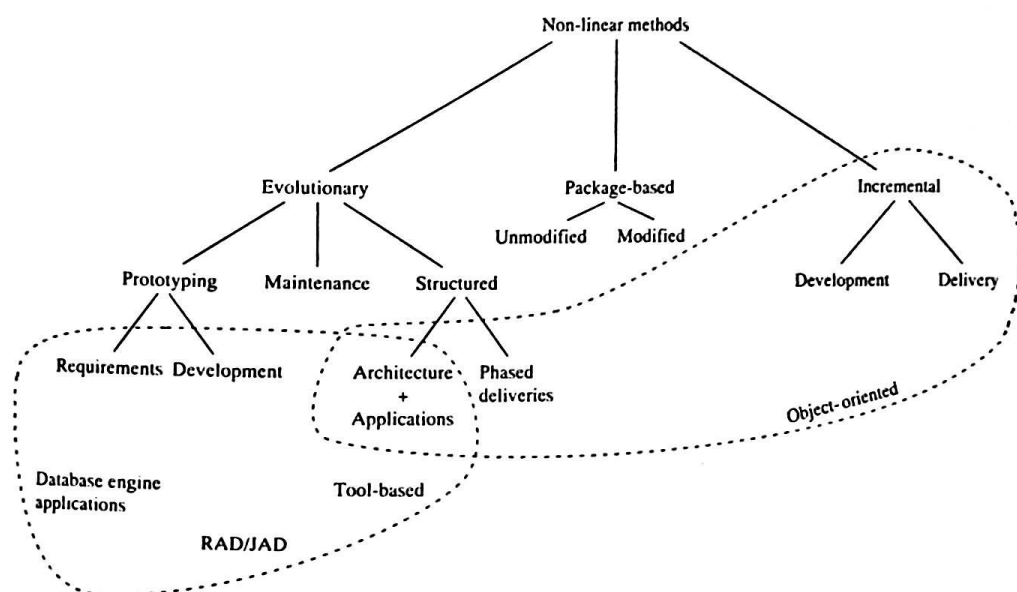 Non-linear methods
Evolutionary
Package-based
Incremental
Unmodified
Modified
Prototyping
Maintenance
Structured
Development
Delivery
Requirements
Development
Architecture
+
Applications
Phased
deliveries
Object-oriented
Database engine
applications
Tool-based
RAD/JAD